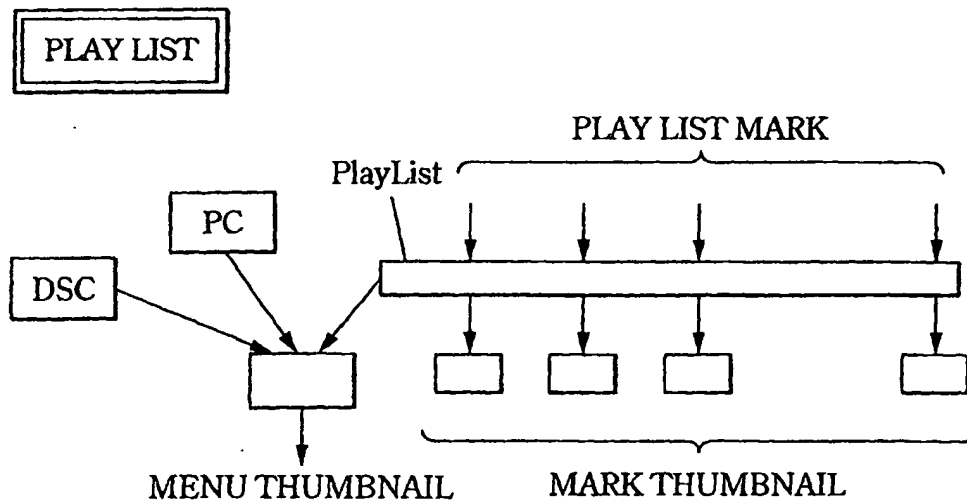 PLAY LIST
PLAY LIST MARK
PlayList
PC
DSC
MENU THUMBNAIL
MARK THUMBNAIL